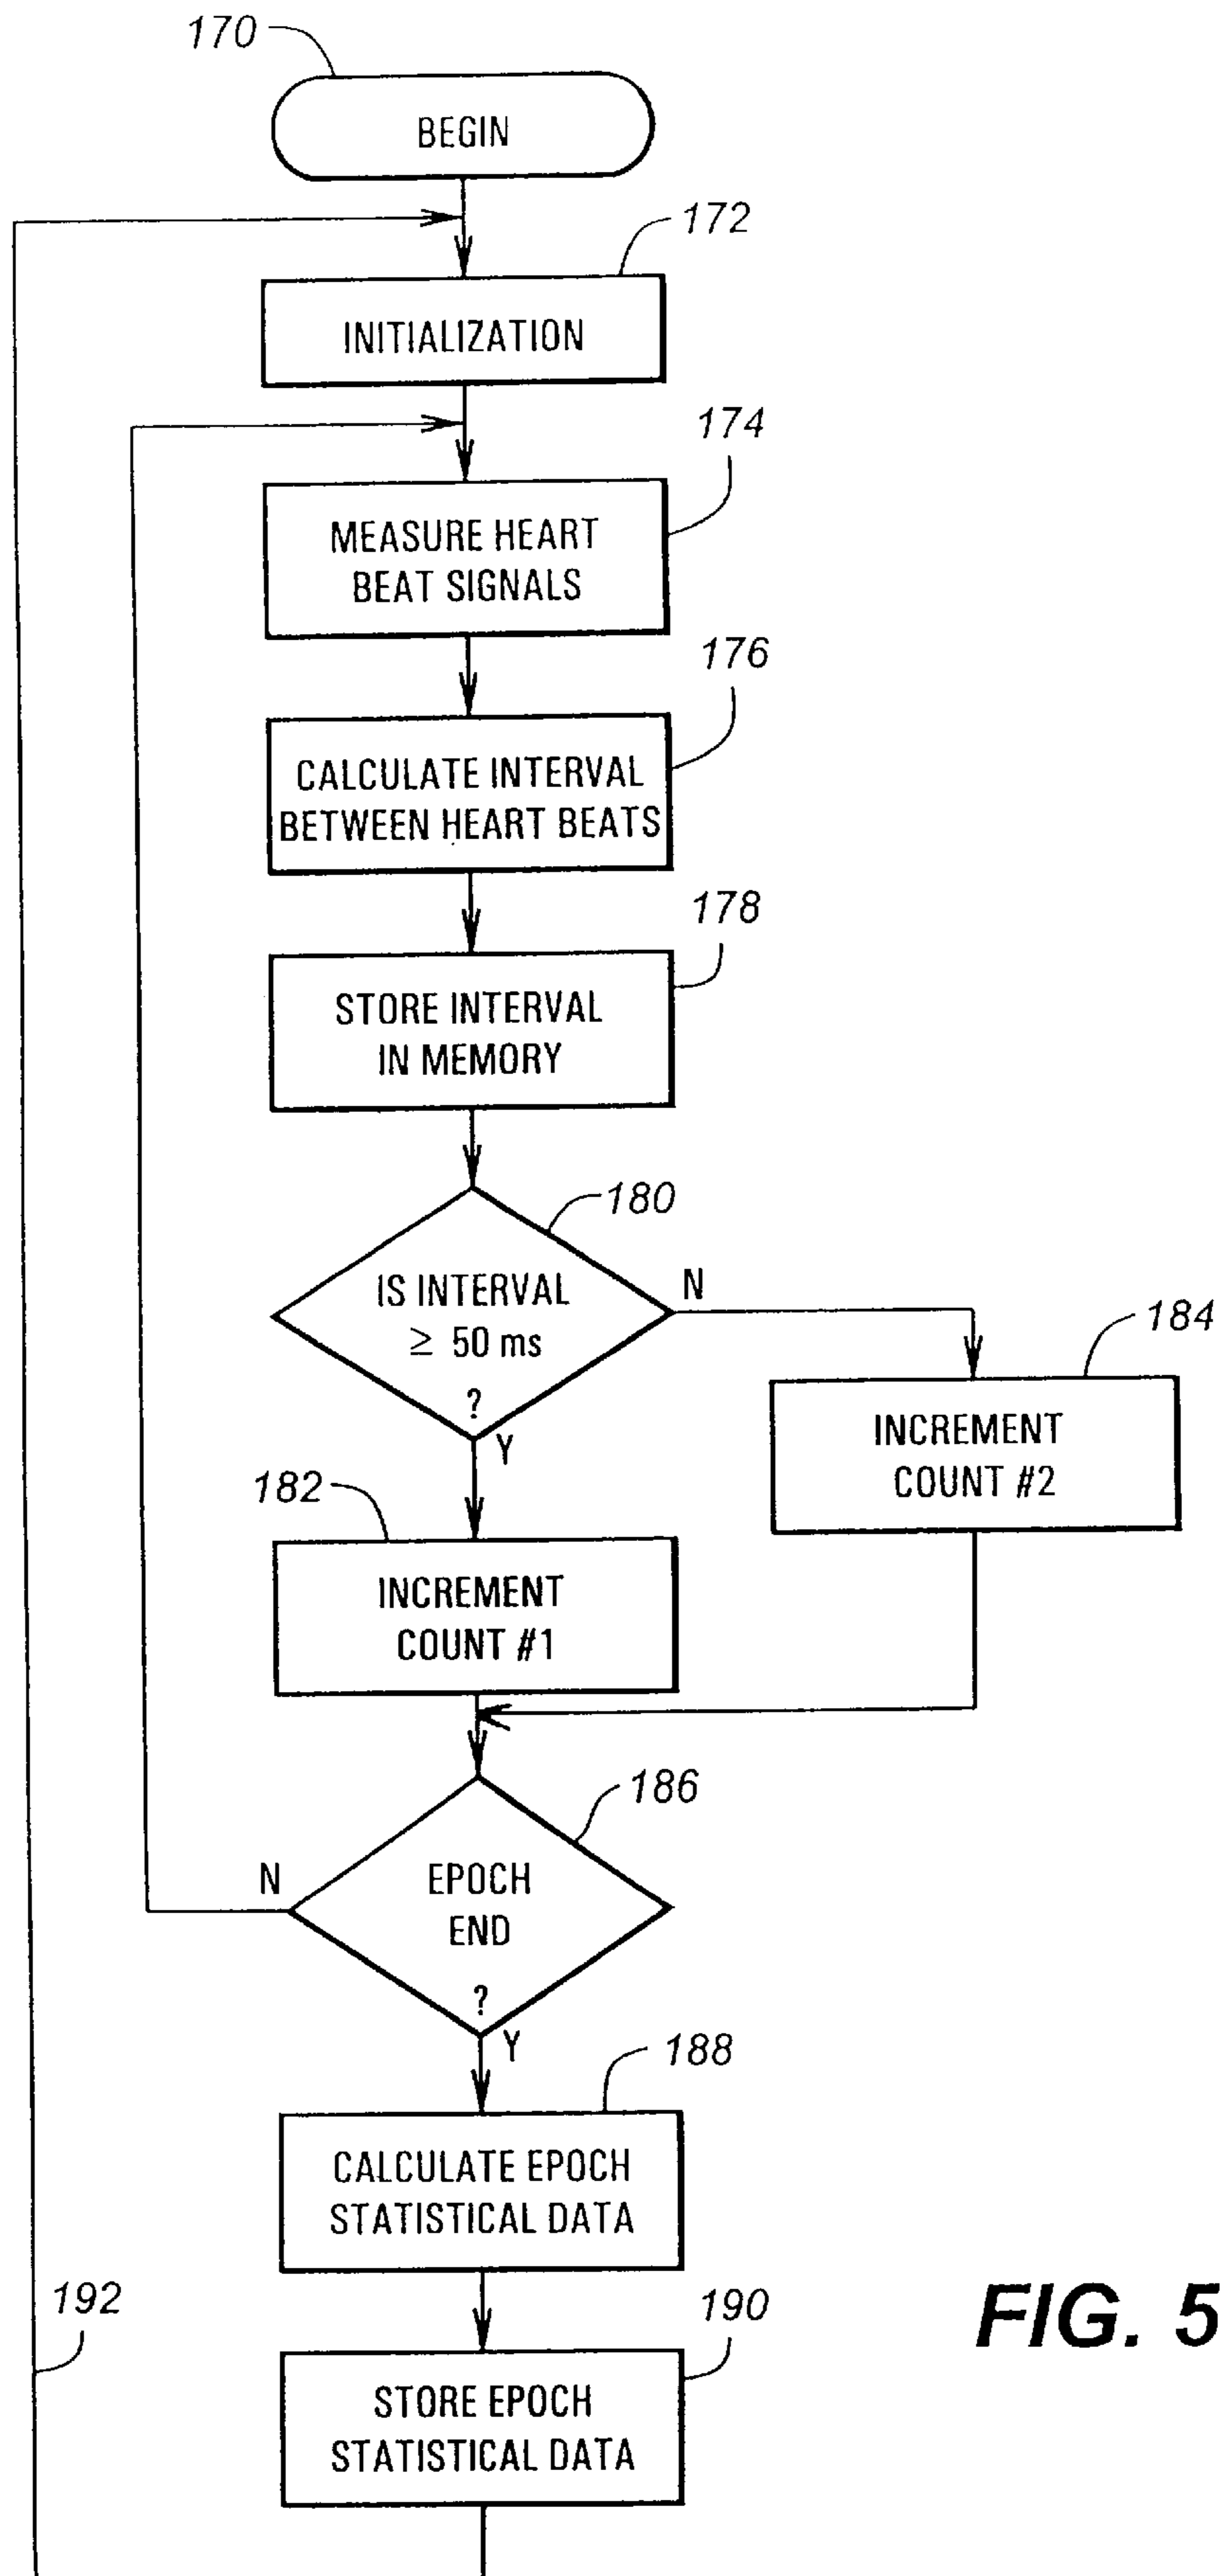 170
BEGIN
172
INITIALIZATION
174
MEASURE HEART
BEAT SIGNALS
176
CALCULATE INTERVAL
BETWEEN HEART BEATS
178
STORE INTERVAL
IN MEMORY
180
IS INTERVAL
≥ 50 ms
?
N
Y
184
INCREMENT
COUNT #2
182
INCREMENT
COUNT #1
186
EPOCH
END
?
N
Y
188
CALCULATE EPOCH
STATISTICAL DATA
190
STORE EPOCH
STATISTICAL DATA
192
FIG. 5